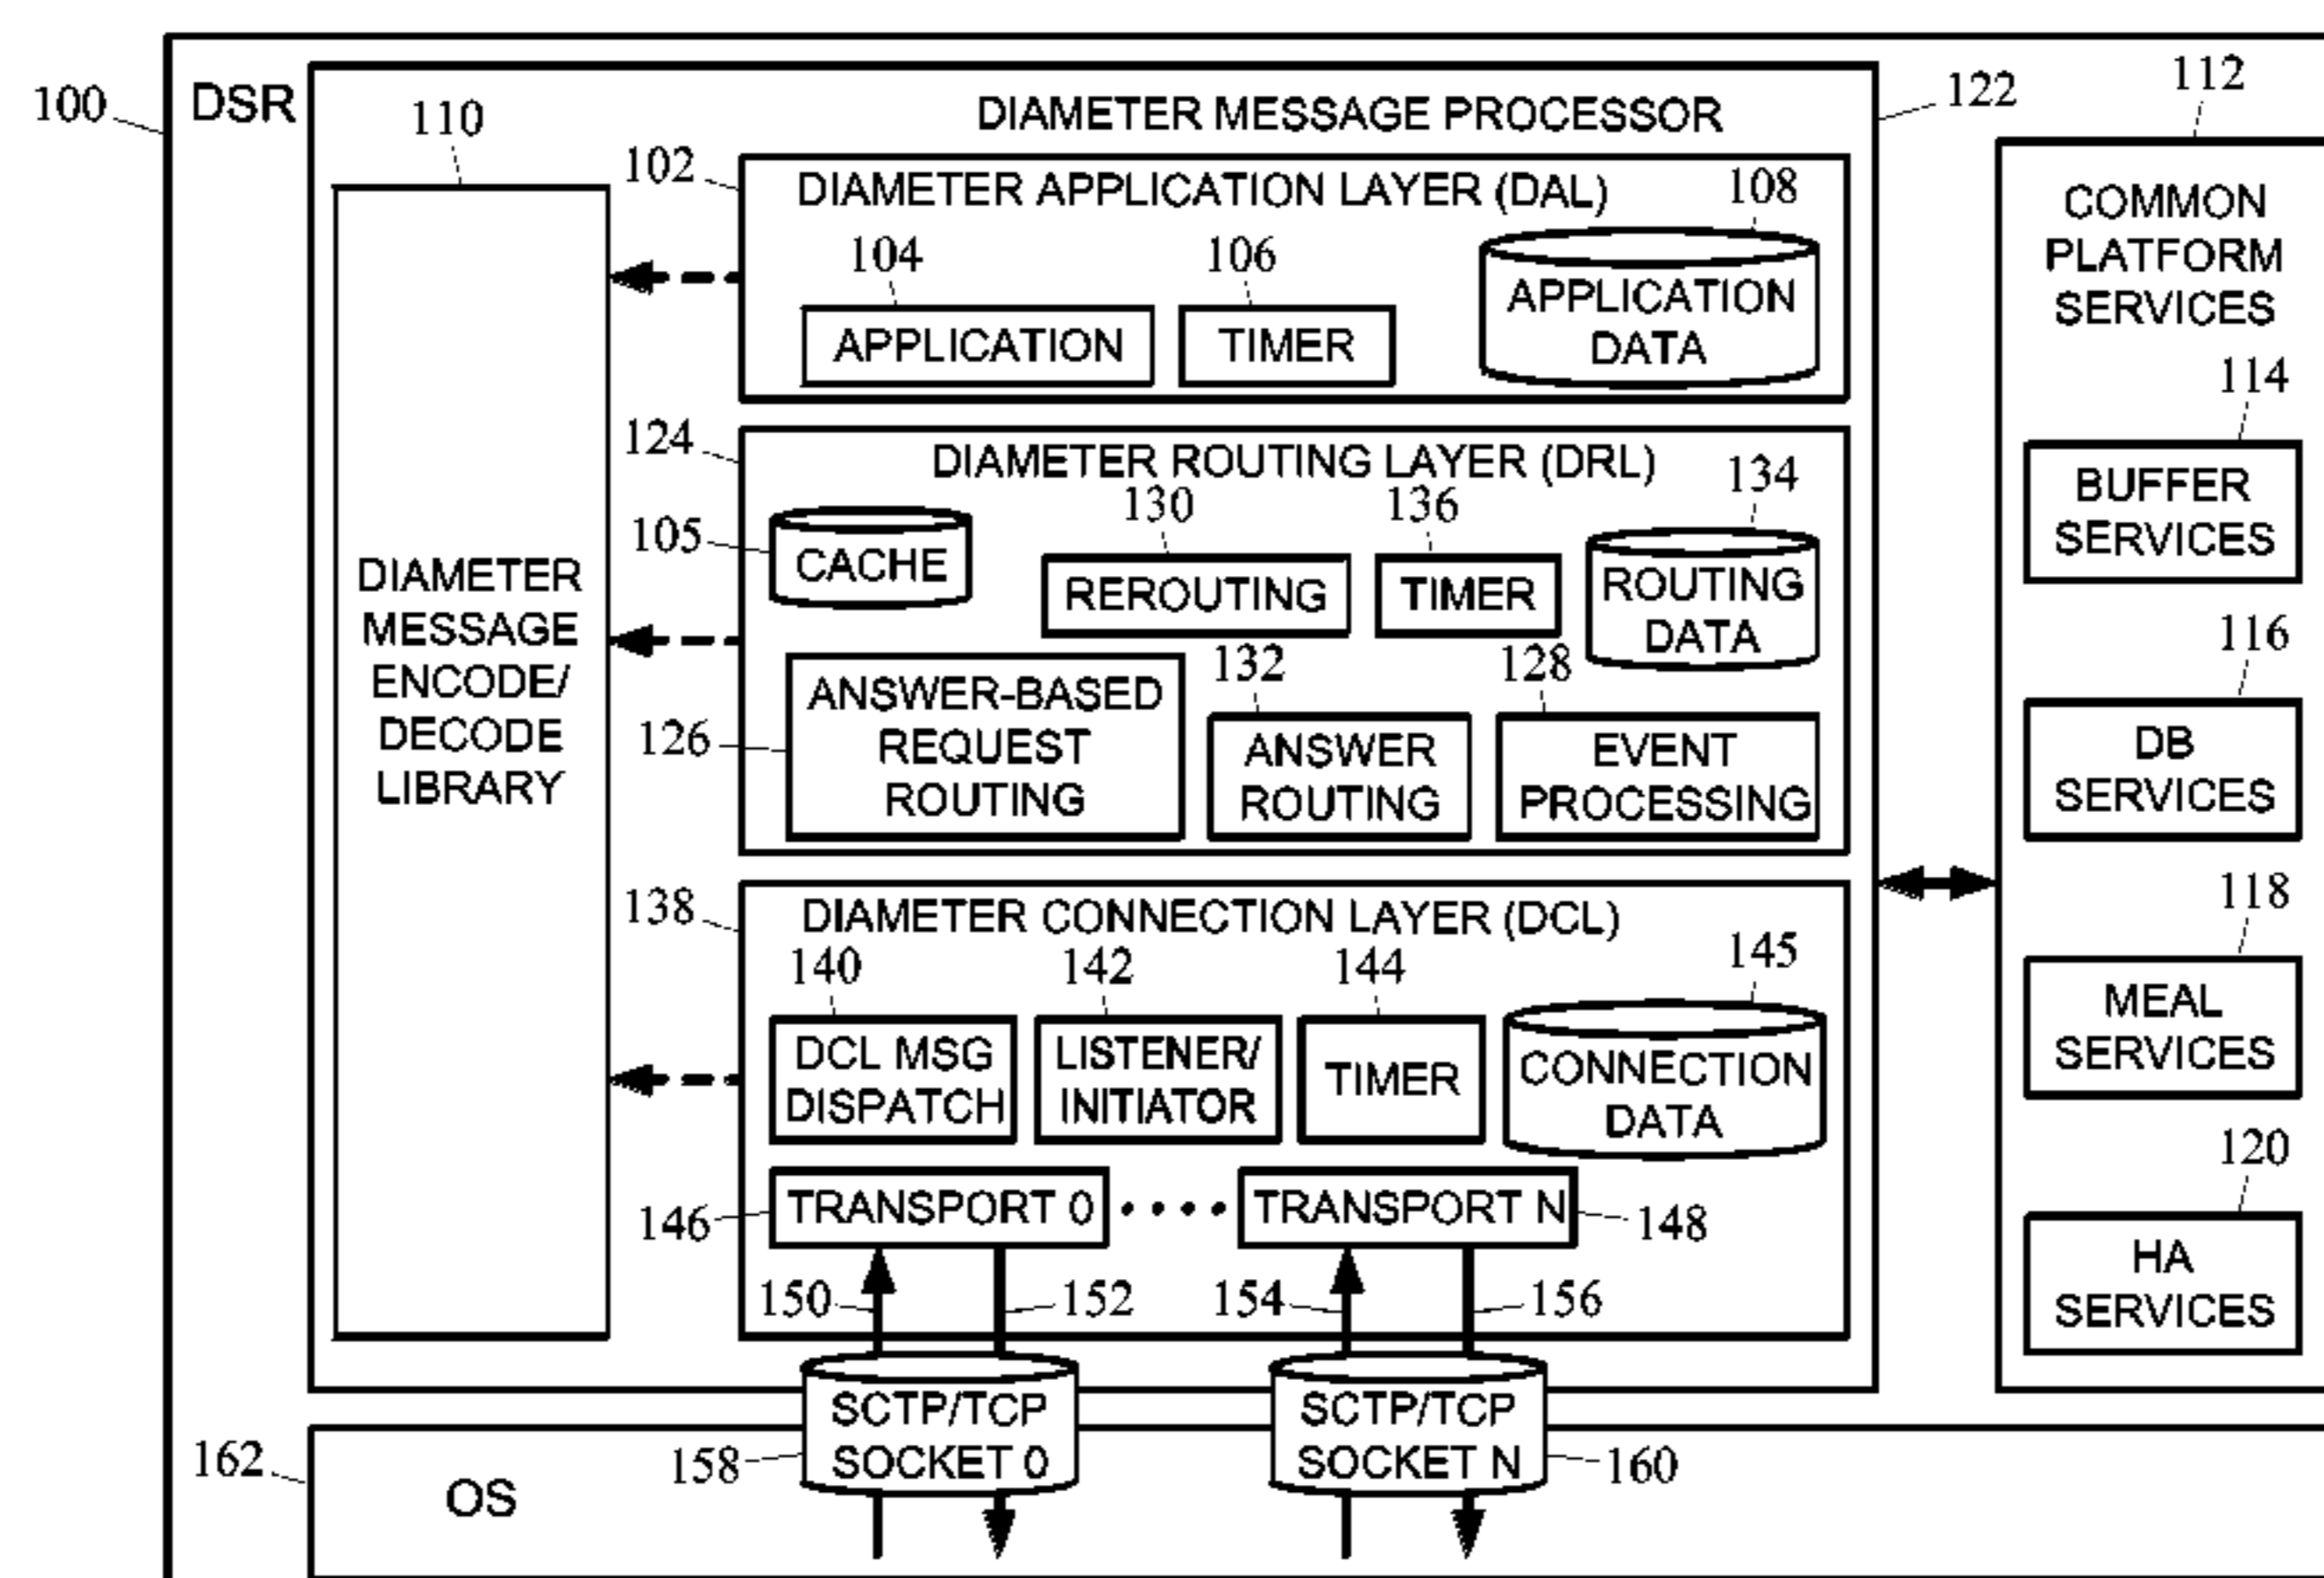 100
DSR
DIAMETER MESSAGE PROCESSOR
122
112
110
102
DIAMETER APPLICATION LAYER (DAL)
108
104
106
APPLICATION
TIMER
APPLICATION
DATA
COMMON
PLATFORM
SERVICES
114
BUFFER
SERVICES
116
DB
SERVICES
118
MEAL
SERVICES
120
HA
SERVICES
124
DIAMETER ROUTING LAYER (DRL)
130
136
134
105
CACHE
REROUTING
TIMER
ROUTING
DATA
DIAMETER
MESSAGE
ENCODE/
DECODE
LIBRARY
126
ANSWER-BASED
REQUEST
ROUTING
132
ANSWER
ROUTING
128
EVENT
PROCESSING
138
DIAMETER CONNECTION LAYER (DCL)
140
142
144
145
DCL MSG
DISPATCH
LISTENER/
INITIATOR
TIMER
CONNECTION
DATA
146
TRANSPORT 0
TRANSPORT N
148
150
152
154
156
158
SCTP/TCP
SOCKET 0
SCTP/TCP
SOCKET N
160
162
OS